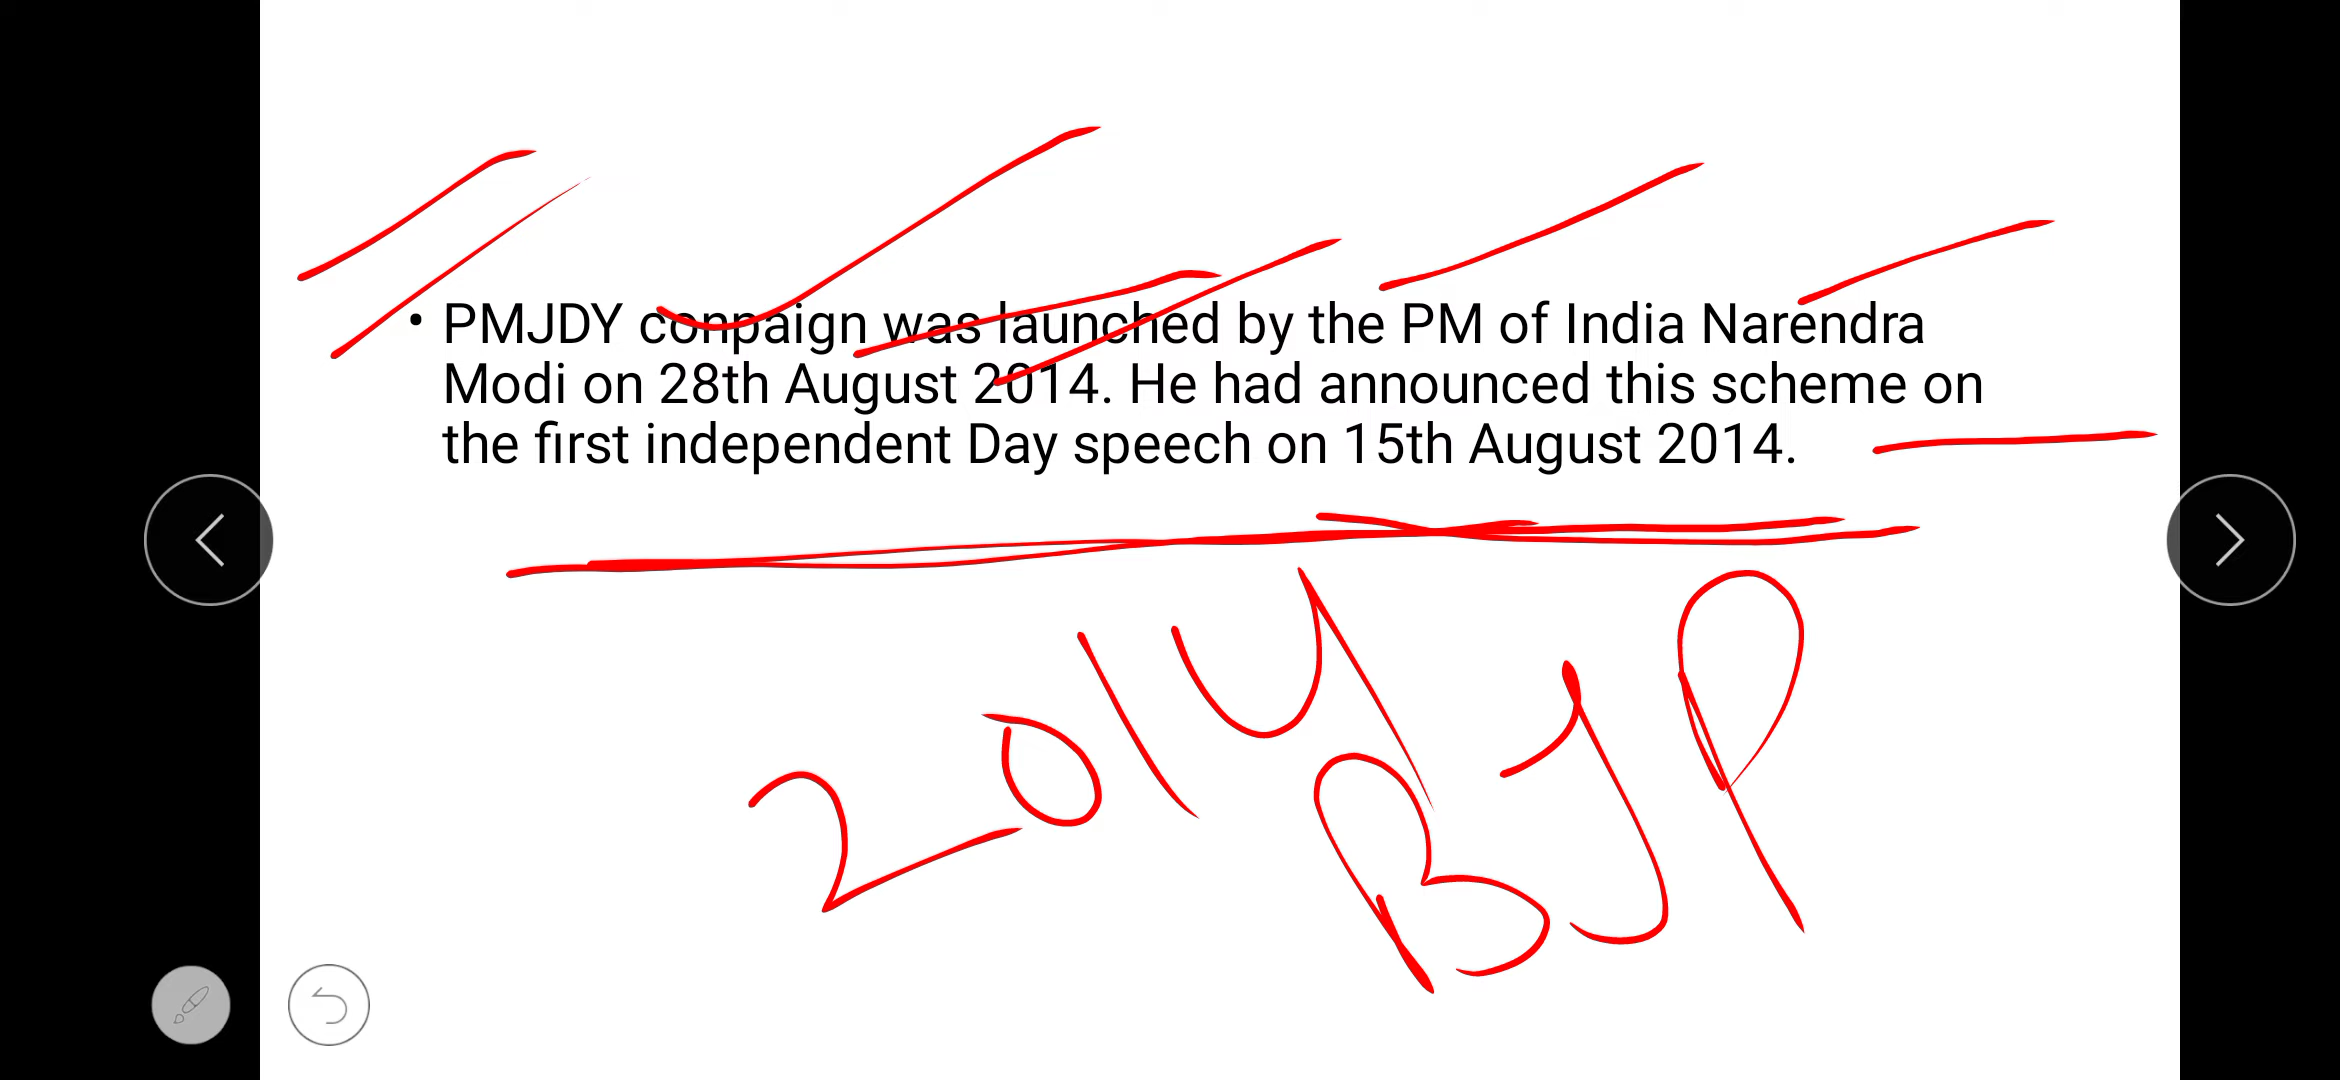 • PMJDY conpaign was launched by the PM of India Narendra
Modi on 28th August 2014. He had announced this scheme on
the first independent Day speech on 15th August 2014.
2014
BJP